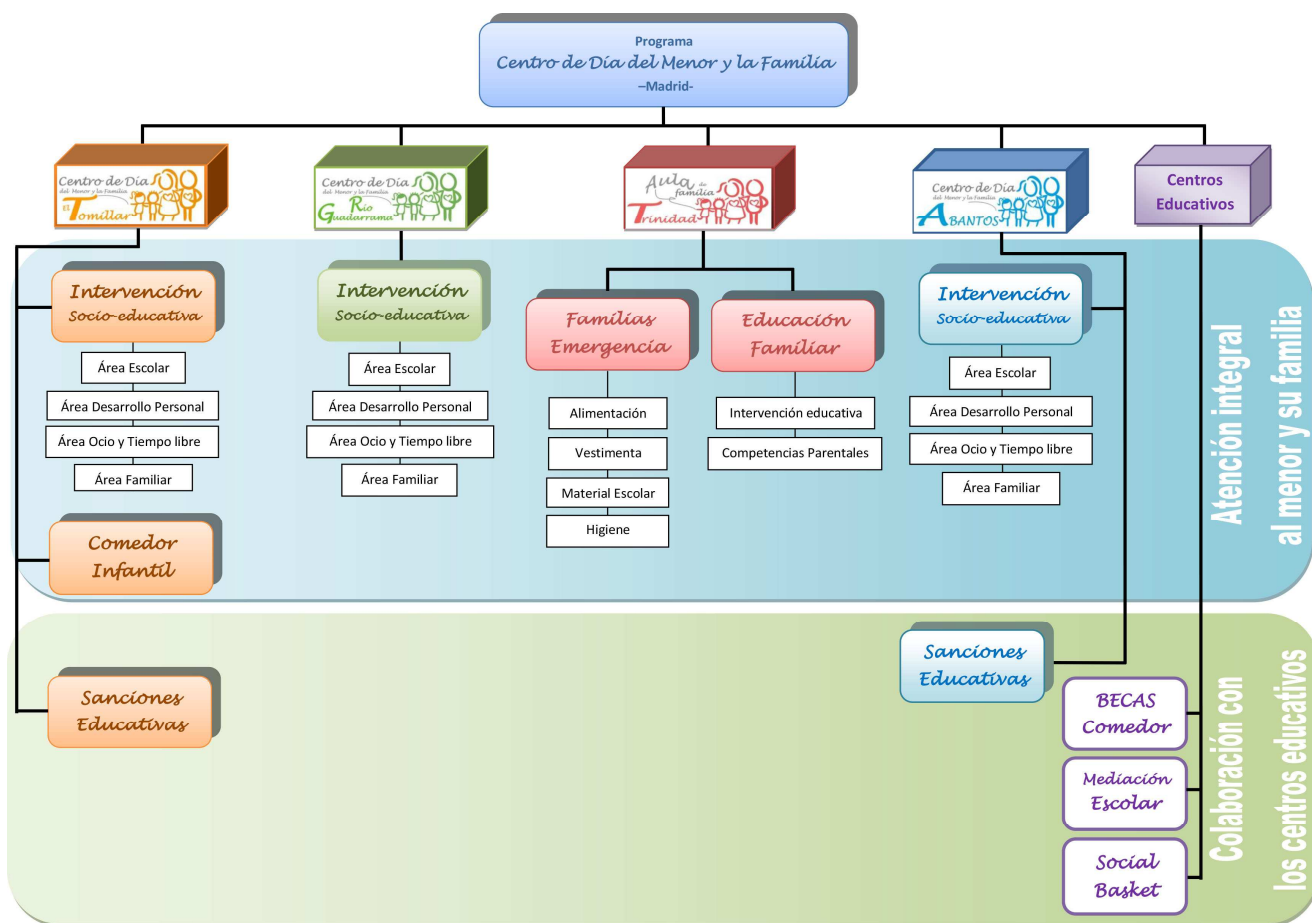 Programa
Centro de Día del Menor y la Familia
–Madrid-
Centro de Día
del Menor y la Familia
El
Tomillar
Centro de Día
del Menor y la Familia
Río
Guadarrama
Aula de
familia
Trinidad
Centro de Día
del Menor y la Familia
ABANTOS
Centros
Educativos
Intervención
Socio-educativa
Área Escolar
Área Desarrollo Personal
Área Ocio y Tiempo libre
Área Familiar
Comedor
Infantil
Sanciones
Educativas
Intervención
Socio-educativa
Área Escolar
Área Desarrollo Personal
Área Ocio y Tiempo libre
Área Familiar
Familias
Emergencia
Alimentación
Vestimenta
Material Escolar
Higiene
Educación
Familiar
Intervención educativa
Competencias Parentales
Intervención
Socio-educativa
Área Escolar
Área Desarrollo Personal
Área Ocio y Tiempo libre
Área Familiar
Sanciones
Educativas
BECAS
Comedor
Mediación
Escolar
Social
Basket
Atención integral
al menor y su familia
Colaboración con
los centros educativos